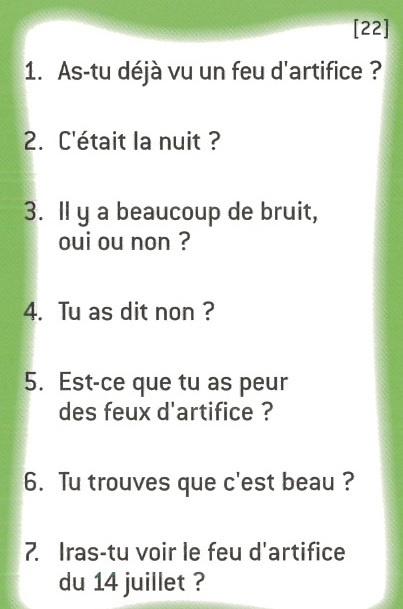 [22]
1. As-tu déjà vu un feu d'artifice ?
2. C'était la nuit ?
3. Il y a beaucoup de bruit,
oui ou non ?
4. Tu as dit non ?
5. Est-ce que tu as peur
des feux d'artifice ?
6. Tu trouves que c'est beau ?
7. Iras-tu voir le feu d'artifice
du 14 juillet ?